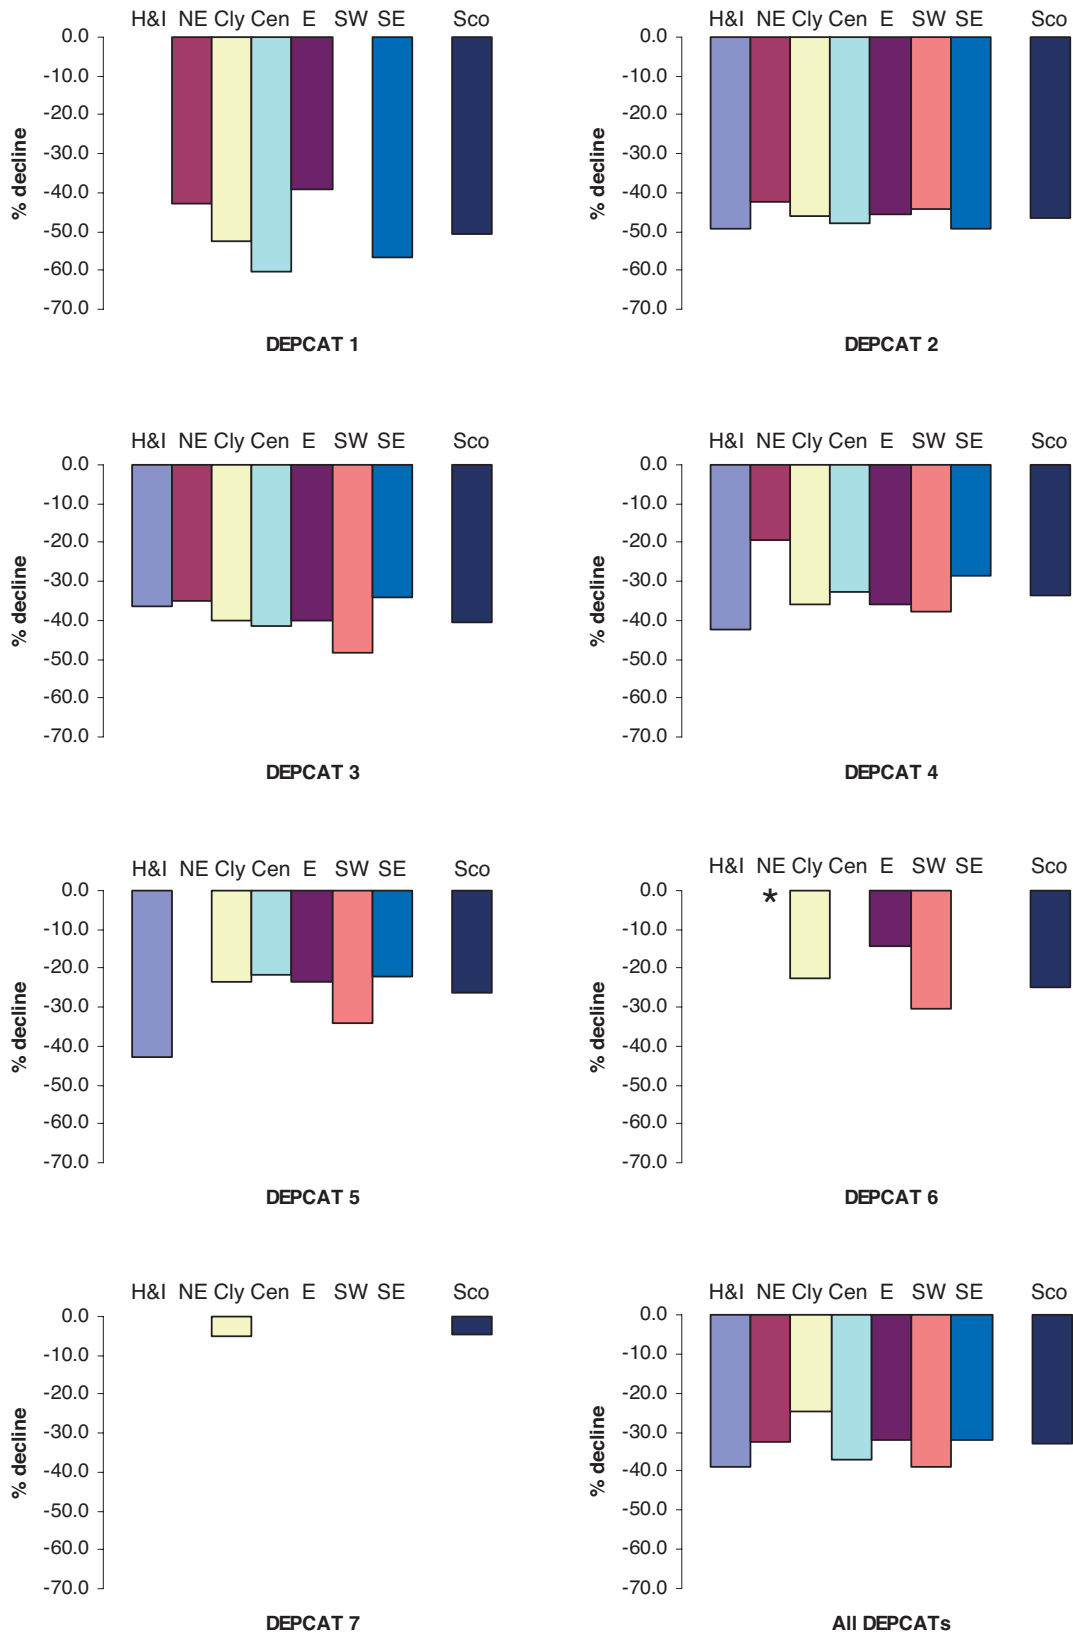 H&I NE Cly Cen E SW SE Sco
0.0
-10.0
-20.0
-30.0
-40.0
-50.0
-60.0
-70.0
% decline
DEPCAT 1
H&I NE Cly Cen E SW SE Sco
0.0
-10.0
-20.0
-30.0
-40.0
-50.0
-60.0
-70.0
% decline
DEPCAT 2
H&I NE Cly Cen E SW SE Sco
0.0
-10.0
-20.0
-30.0
-40.0
-50.0
-60.0
-70.0
% decline
DEPCAT 3
H&I NE Cly Cen E SW SE Sco
0.0
-10.0
-20.0
-30.0
-40.0
-50.0
-60.0
-70.0
% decline
DEPCAT 4
H&I NE Cly Cen E SW SE Sco
0.0
-10.0
-20.0
-30.0
-40.0
-50.0
-60.0
-70.0
% decline
DEPCAT 5
H&I NE Cly Cen E SW SE Sco
0.0
*
-10.0
-20.0
-30.0
-40.0
-50.0
-60.0
-70.0
% decline
DEPCAT 6
H&I NE Cly Cen E SW SE Sco
0.0
-10.0
-20.0
-30.0
-40.0
-50.0
-60.0
-70.0
% decline
DEPCAT 7
H&I NE Cly Cen E SW SE Sco
0.0
-10.0
-20.0
-30.0
-40.0
-50.0
-60.0
-70.0
% decline
All DEPCATs